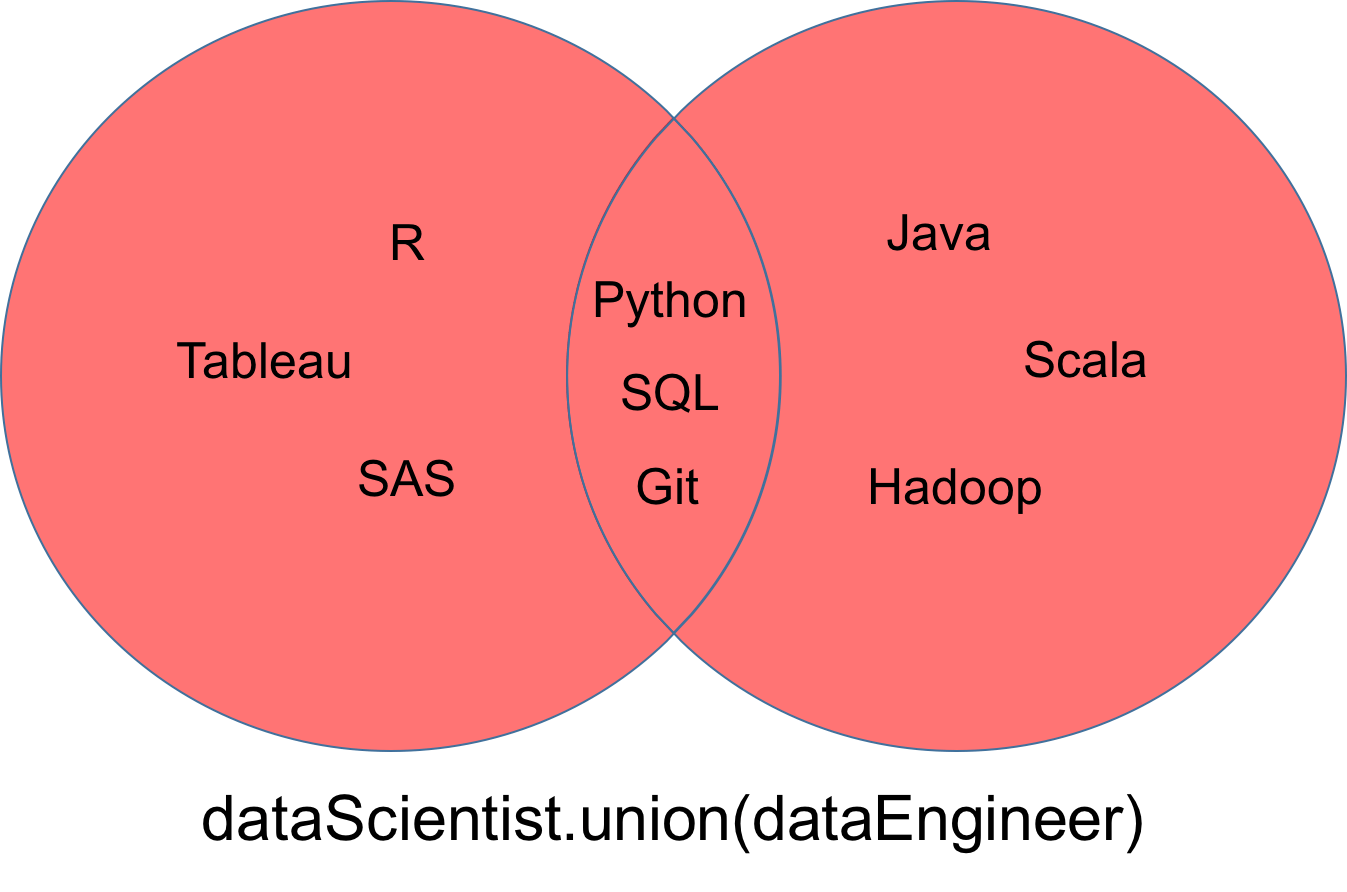 R
Tableau
SAS
Python
SQL
Git
Java
Scala
Hadoop
dataScientist.union(dataEngineer)